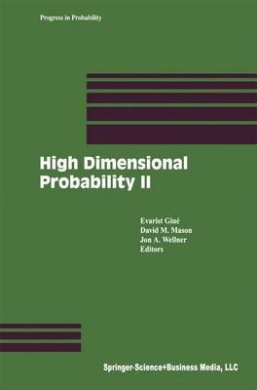 Progress in Probability
High Dimensional
Probability II
Evarist Giné
David M. Mason
Jon A. Wellner
Editors
Springer-Science+Business Media, LLC